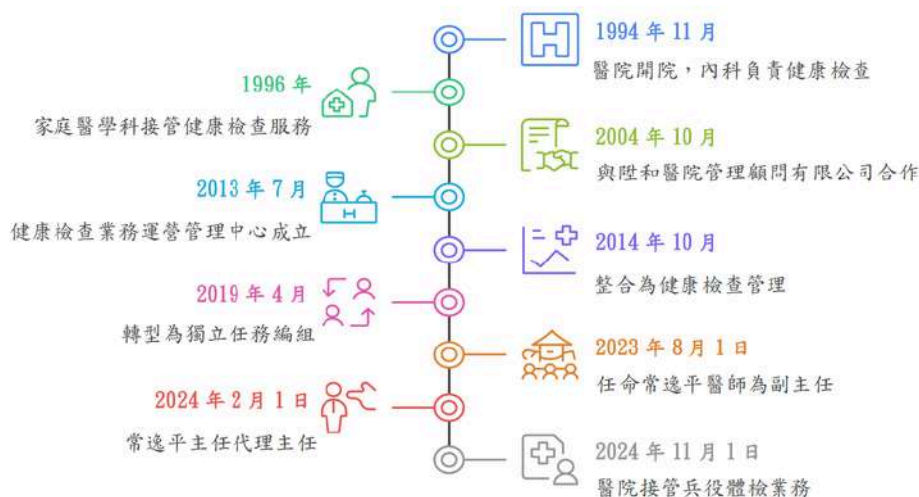 1994 年 11 月
醫院開院，內科負責健康檢查
1996 年
家庭醫學科接管健康檢查服務
2004 年 10 月
與陞和醫院管理顧問有限公司合作
2013 年 7 月
健康檢查業務運營管理中心成立
2014 年 10 月
整合為健康檢查管理
2019 年 4 月
轉型為獨立任務編組
2023 年 8 月 1 日
任命常逸平醫師為副主任
2024 年 2 月 1 日
常逸平主任代理主任
2024 年 11 月 1 日
醫院接管兵役體檢業務